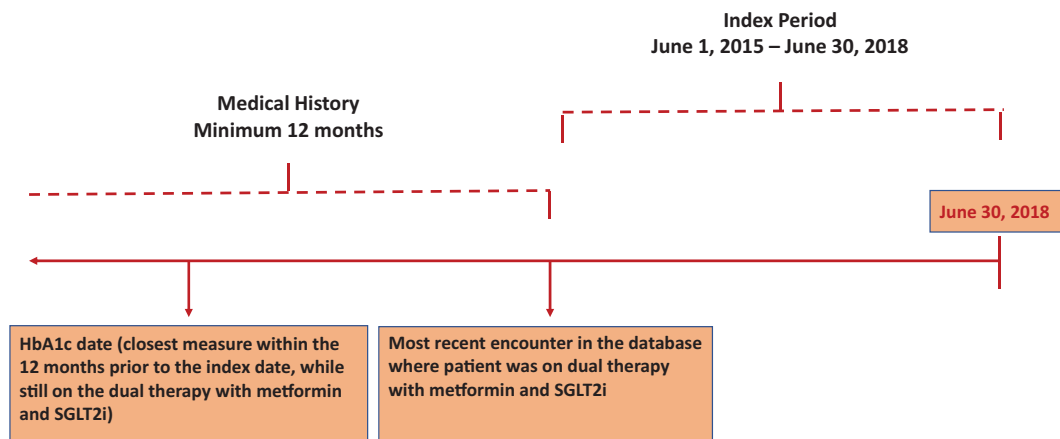 Index Period
June 1, 2015 – June 30, 2018
Medical History
Minimum 12 months
June 30, 2018
HbA1c date (closest measure within the
12 months prior to the index date, while
still on the dual therapy with metformin
and SGLT2i)
Most recent encounter in the database
where patient was on dual therapy
with metformin and SGLT2i